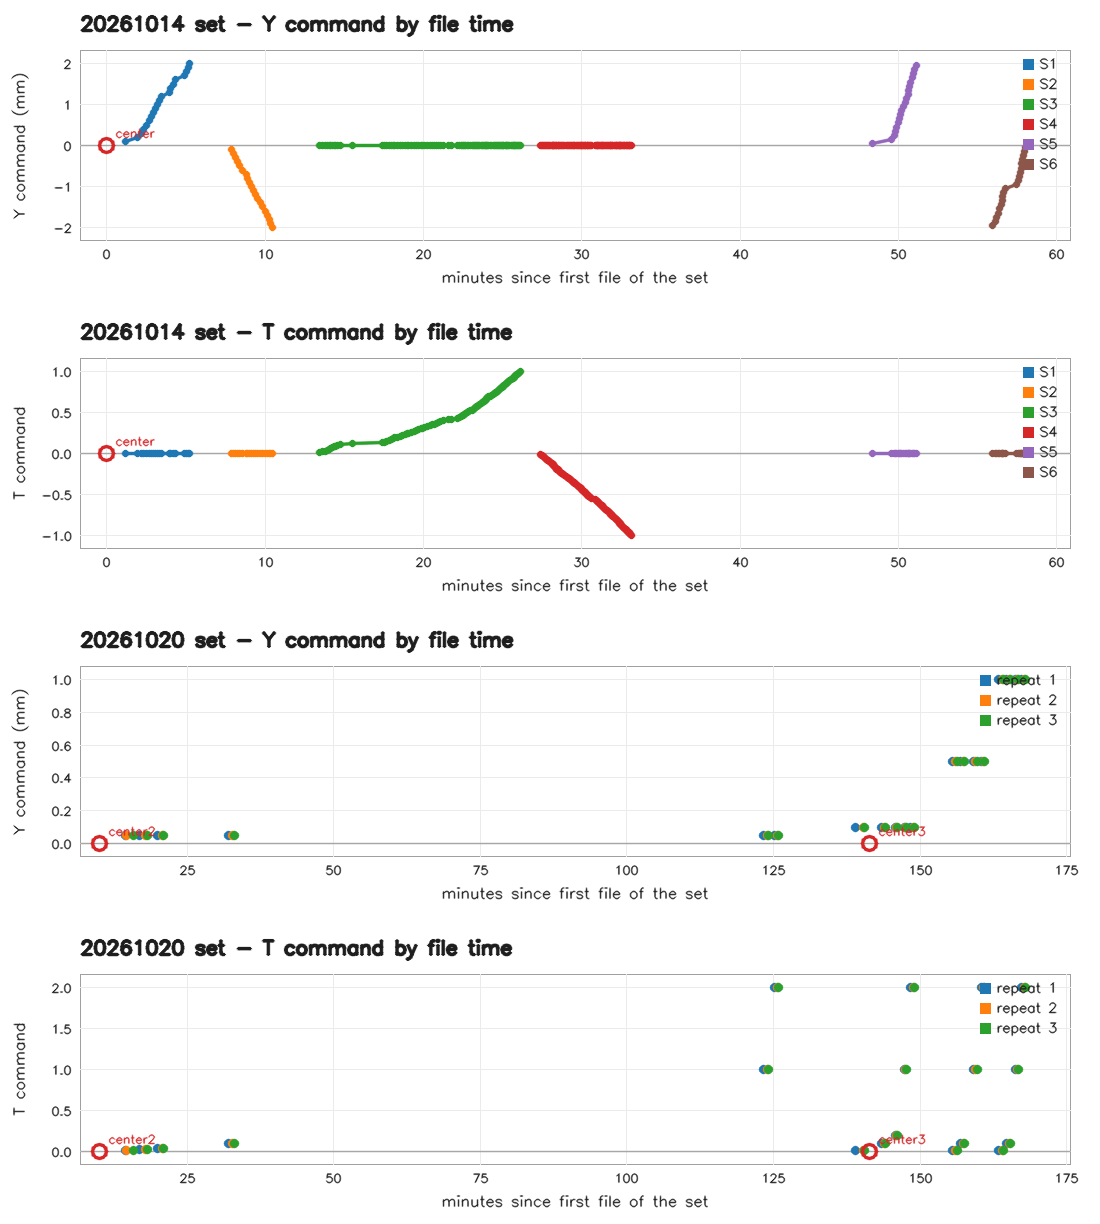 20261014 set – Y command by file time
Y command (mm)
2
1
0
−1
−2
center
S1
S2
S3
S4
S5
S6
0 10 20 30 40 50 60
minutes since first file of the set
20261014 set – T command by file time
T command
1.0
0.5
0.0
−0.5
−1.0
center
S1
S2
S3
S4
S5
S6
0 10 20 30 40 50 60
minutes since first file of the set
20261020 set – Y command by file time
Y command (mm)
1.0
0.8
0.6
0.4
0.2
0.0
center2
center3
repeat 1
repeat 2
repeat 3
25 50 75 100 125 150 175
minutes since first file of the set
20261020 set – T command by file time
T command
2.0
1.5
1.0
0.5
0.0
center2
center3
repeat 1
repeat 2
repeat 3
25 50 75 100 125 150 175
minutes since first file of the set